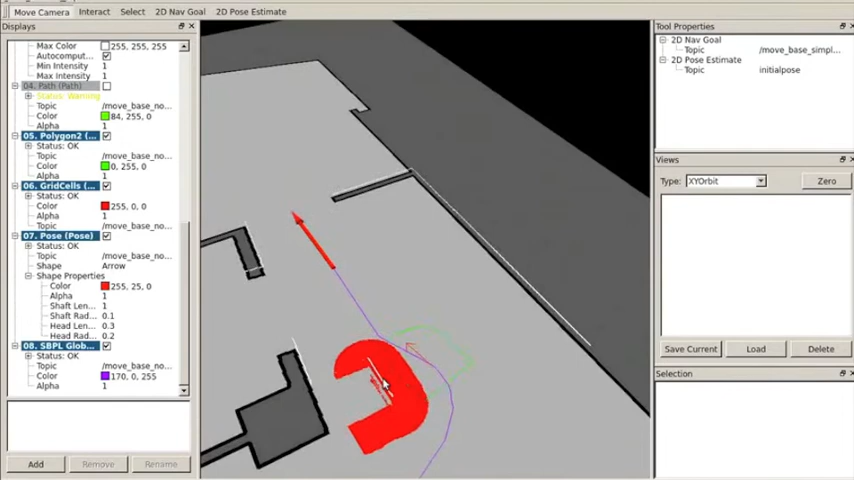 Move Camera Interact Select 2D Nav Goal 2D Pose Estimate
Displays
Max Color 255, 255, 255
Autocomput...
Min Intensity 1
Max Intensity 1
04. Path (Path)
Status: Warning
Topic /move_base_no...
Color 84, 255, 0
Alpha 1
05. Polygon2 (...
Status: OK
Topic /move_base_no...
Color 0, 255, 0
Alpha 1
06. GridCells (...
Status: OK
Color 255, 0, 0
Alpha 1
Topic /move_base_no...
07. Pose (Pose)
Status: OK
Topic /move_base_no...
Shape Arrow
Shape Properties
Color 255, 25, 0
Alpha 1
Shaft Len... 1
Shaft Rad... 0.1
Head Len... 0.3
Head Rad... 0.2
08. SBPL Glob...
Status: OK
Color 170, 0, 255
Alpha 1
Add Remove Rename
Tool Properties
2D Nav Goal
Topic /move_base_simpl...
2D Pose Estimate
Topic initialpose
Views
Type: XYOrbit Zero
Save Current Load Delete
Selection